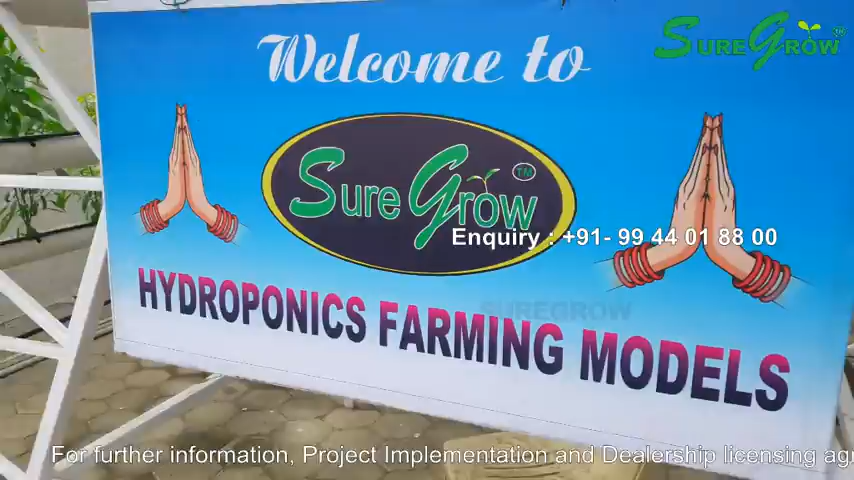 SureGrow
Welcome to
SureGrow TM
Enquiry : +91- 99 44 01 88 00
SUREGROW
HYDROPONICS FARMING MODELS
For further information, Project Implementation and Dealership licensing